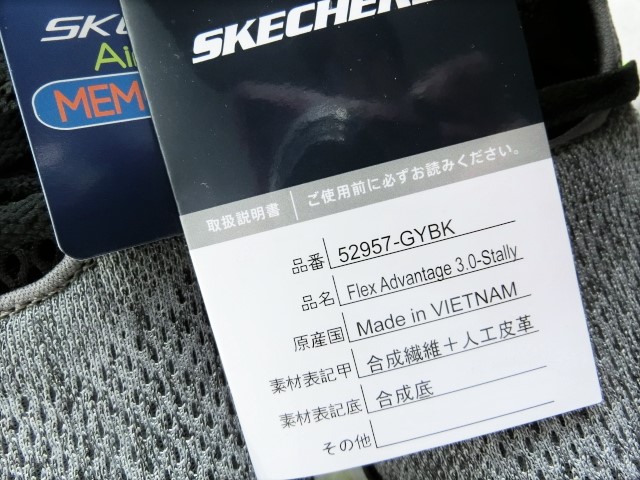 SKECHERS
Ai
MEM
SKECHERS
取扱説明書 ご使用前に必ずお読みください。
品番 52957-GYBK
品名 Flex Advantage 3.0-Stally
原産国 Made in VIETNAM
素材表記甲 合成繊維+人工皮革
素材表記底 合成底
その他